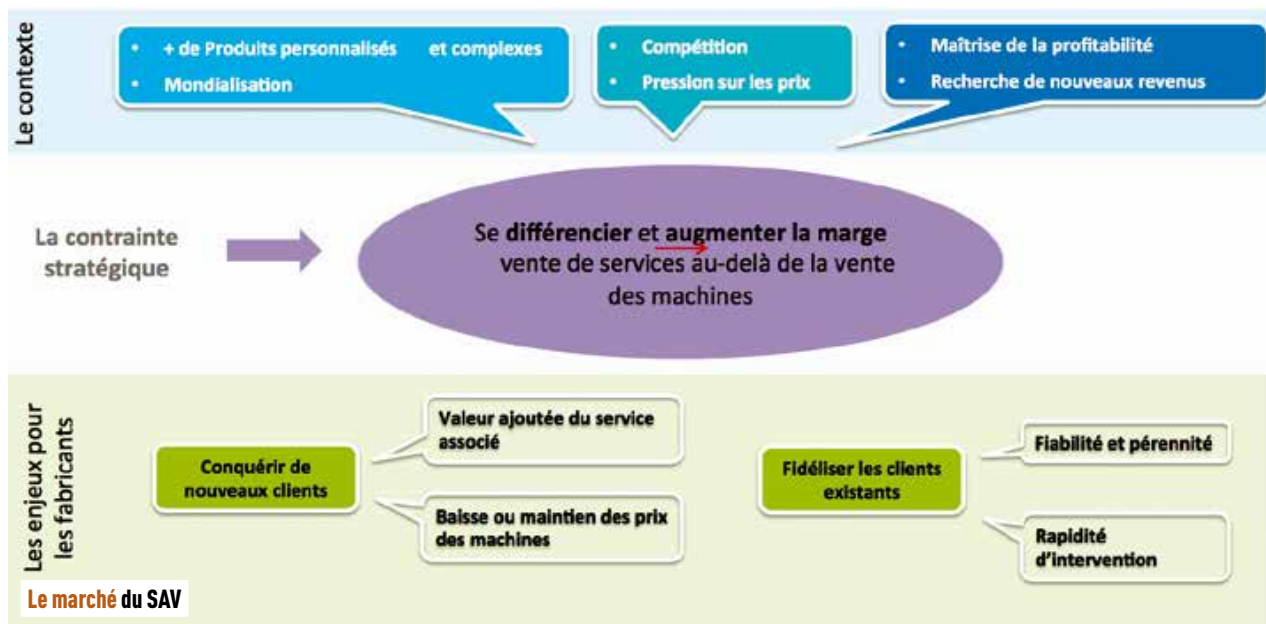 Le contexte
• + de Produits personnalisés et complexes
• Mondialisation
• Compétition
• Pression sur les prix
• Maîtrise de la profitabilité
• Recherche de nouveaux revenus
La contrainte
stratégique
Se différencier et augmenter la marge
vente de services au-delà de la vente
des machines
Les enjeux pour
les fabricants
Conquérir de
nouveaux clients
Valeur ajoutée du service
associé
Baisse ou maintien des prix
des machines
Fidéliser les clients
existants
Fiabilité et pérennité
Rapidité
d'intervention
Le marché du SAV